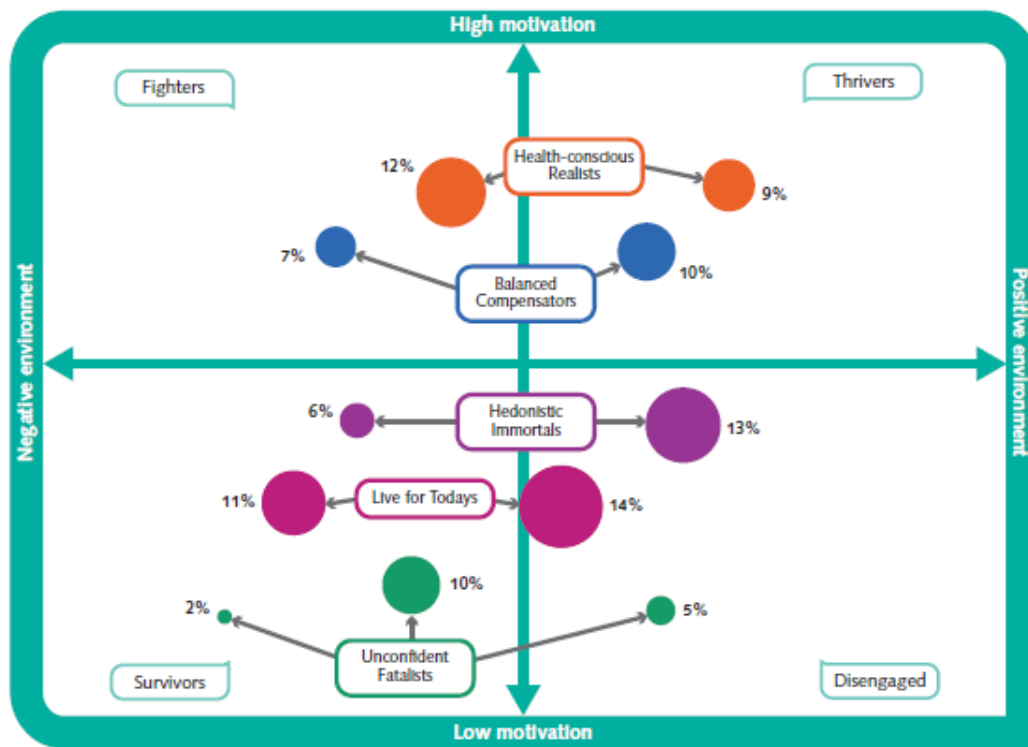 High motivation
Fighters
Thrivers
Health-conscious
Realists
12%
9%
7%
10%
Balanced
Compensators
Negative environment
Positive environment
6%
Hedonistic
Immortals
13%
11%
Live for Todays
14%
10%
2%
5%
Unconfident
Fatalists
Survivors
Disengaged
Low motivation